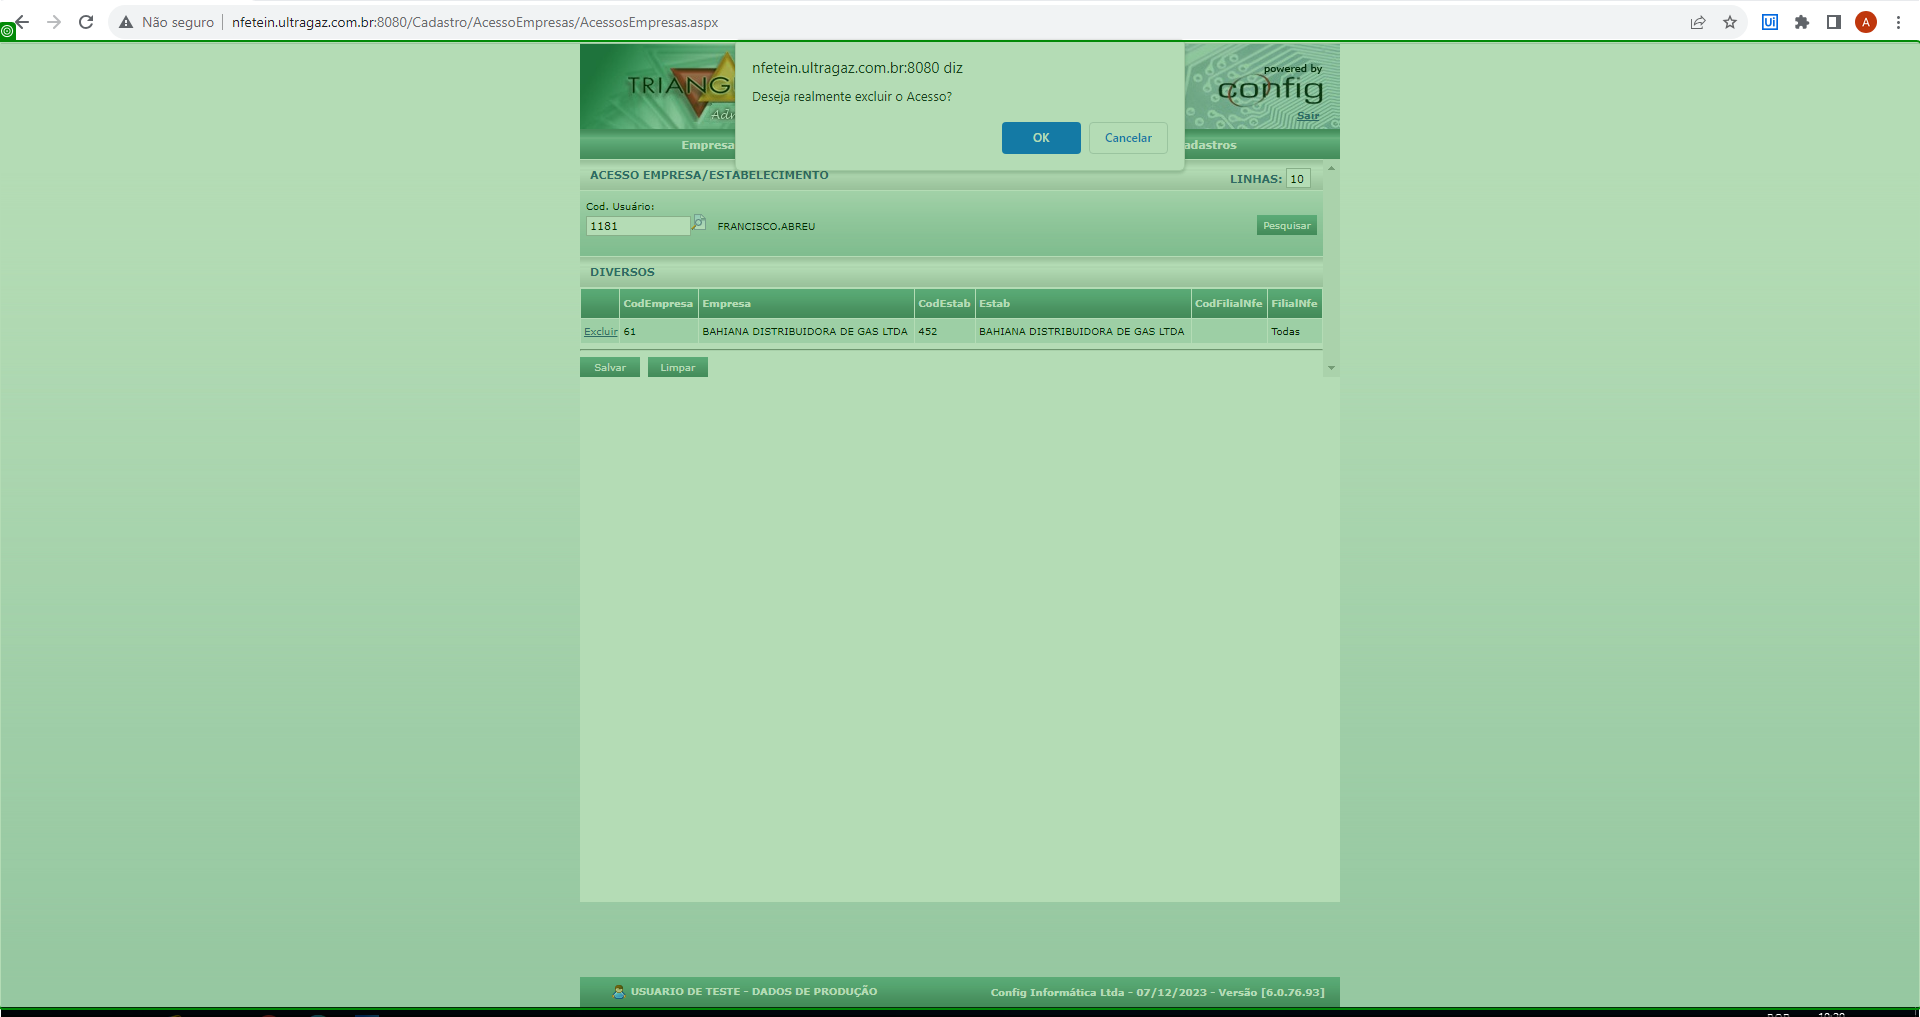 Não seguro nfetein.ultragaz.com.br:8080/Cadastro/AcessoEmpresas/AcessosEmpresas.aspx
Ui
A
nfetein.ultragaz.com.br:8080 diz
Deseja realmente excluir o Acesso?
OK Cancelar
powered by
config
Sair
ACESSO EMPRESA/ESTABELECIMENTO LINHAS: 10
Cod. Usuário:
1181 FRANCISCO.ABREU Pesquisar
DIVERSOS
CodEmpresa Empresa CodEstab Estab CodFilialNfe FilialNfe
Excluir 61 BAHIANA DISTRIBUIDORA DE GAS LTDA 452 BAHIANA DISTRIBUIDORA DE GAS LTDA Todas
Salvar Limpar
USUARIO DE TESTE - DADOS DE PRODUÇÃO Config Informática Ltda - 07/12/2023 - Versão [6.0.76.93]